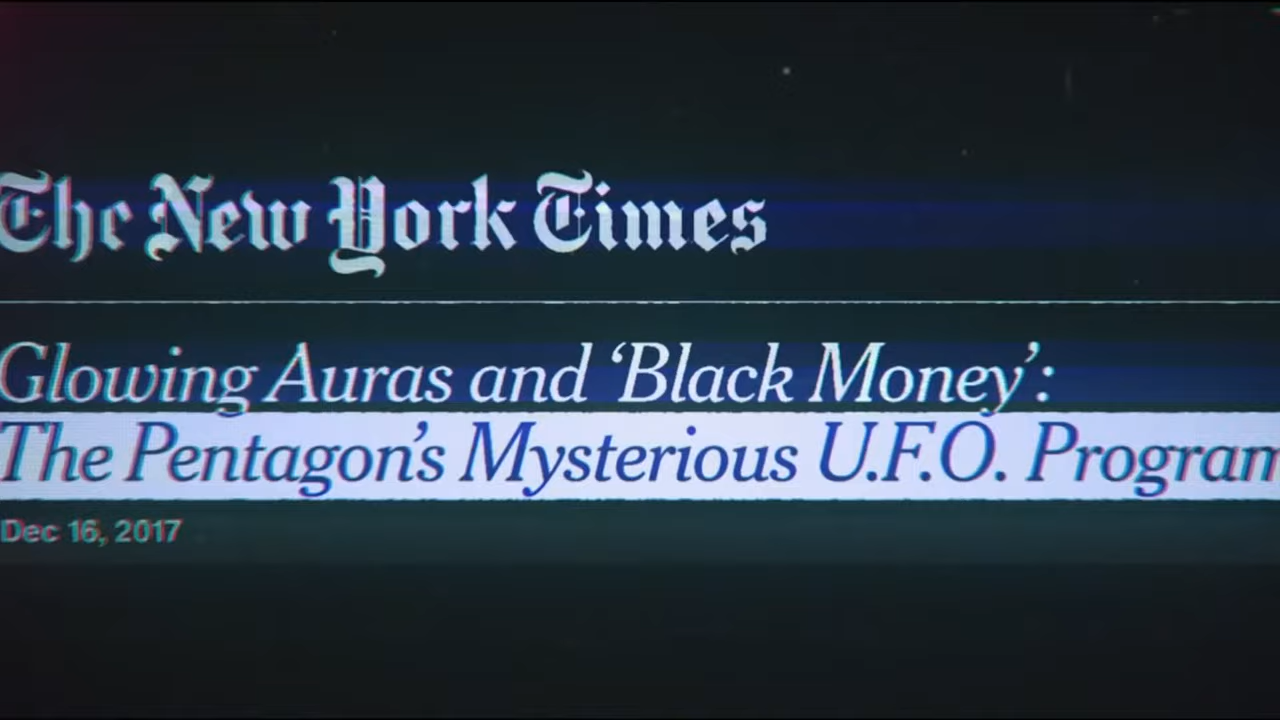 The New York Times
Glowing Auras and ‘Black Money’:
The Pentagon’s Mysterious U.F.O. Program
Dec 16, 2017